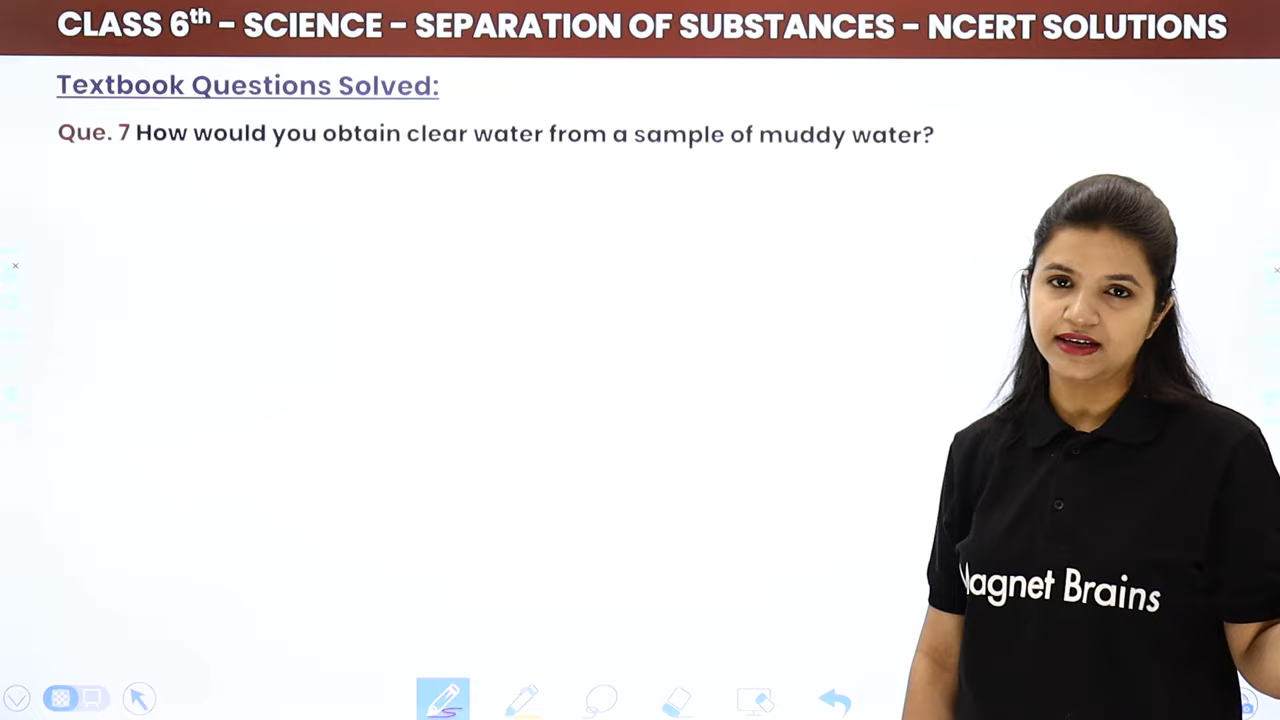 CLASS 6th – SCIENCE – SEPARATION OF SUBSTANCES – NCERT SOLUTIONS
Textbook Questions Solved:
Que. 7 How would you obtain clear water from a sample of muddy water?
Magnet Brains